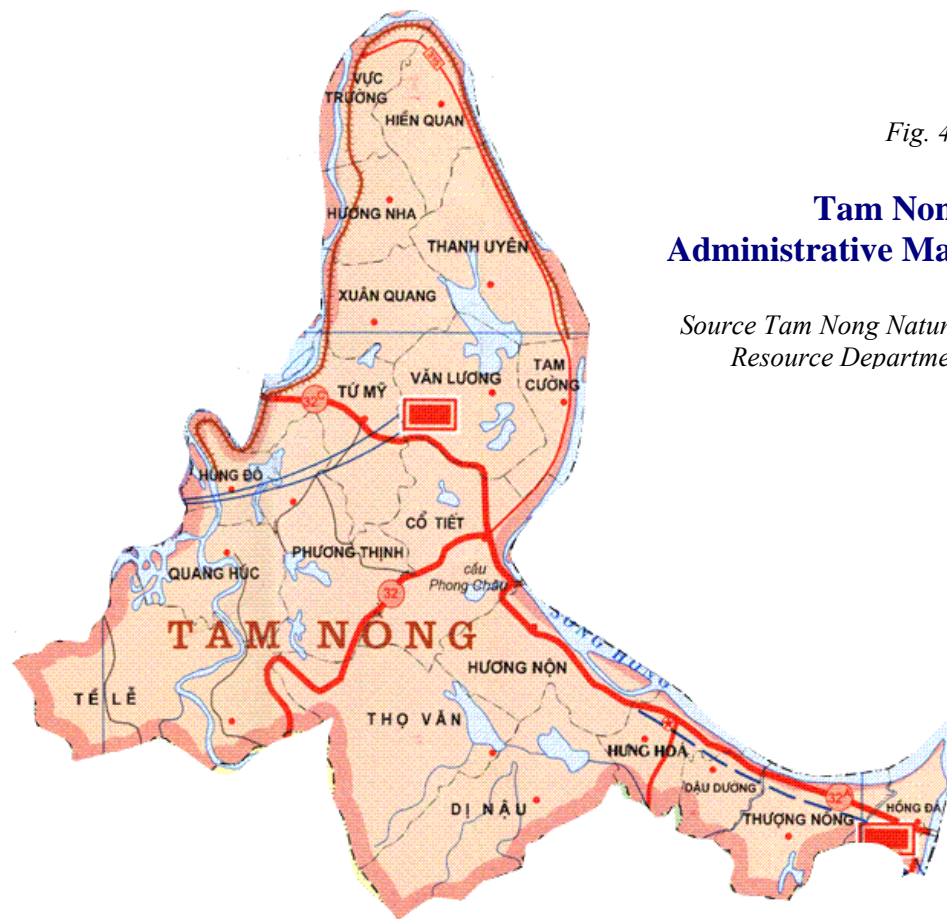 Fig. 4
Tam Non
Administrative Ma
Source Tam Nong Natur
Resource Departme
VỰC
TRƯỜNG
HIỀN QUAN
HƯƠNG NHA
THANH UYÊN
XUÂN QUANG
TAM
CƯỜNG
VĂN LƯƠNG
TỨ MỸ
32C
HÙNG ĐÔ
CỔ TIẾT
PHƯƠNG THỊNH
QUANG HÚC
cầu
Phong Châu
32
SÔNG HỒNG
TAM NÔNG
HƯƠNG NỘN
TỀ LỄ
THỌ VĂN
HƯNG HOÁ
DẬU DƯƠNG
32A
HỒNG ĐÀ
DỊ NẬU
THƯỢNG NÔNG